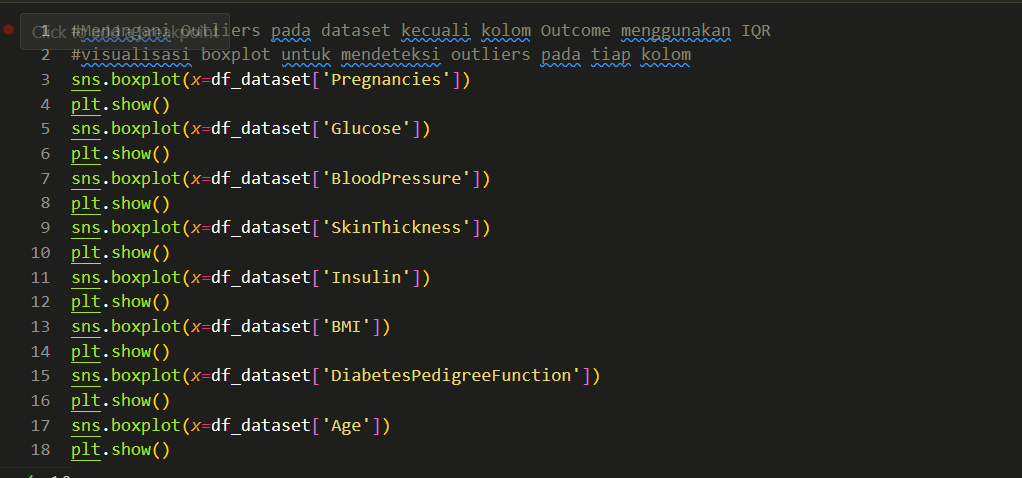 1 #Menangani Outliers pada dataset kecuali kolom Outcome menggunakan IQR
2 #visualisasi boxplot untuk mendeteksi outliers pada tiap kolom
3 sns.boxplot(x=df_dataset['Pregnancies'])
4 plt.show()
5 sns.boxplot(x=df_dataset['Glucose'])
6 plt.show()
7 sns.boxplot(x=df_dataset['BloodPressure'])
8 plt.show()
9 sns.boxplot(x=df_dataset['SkinThickness'])
10 plt.show()
11 sns.boxplot(x=df_dataset['Insulin'])
12 plt.show()
13 sns.boxplot(x=df_dataset['BMI'])
14 plt.show()
15 sns.boxplot(x=df_dataset['DiabetesPedigreeFunction'])
16 plt.show()
17 sns.boxplot(x=df_dataset['Age'])
18 plt.show()
Click to add a breakpoint